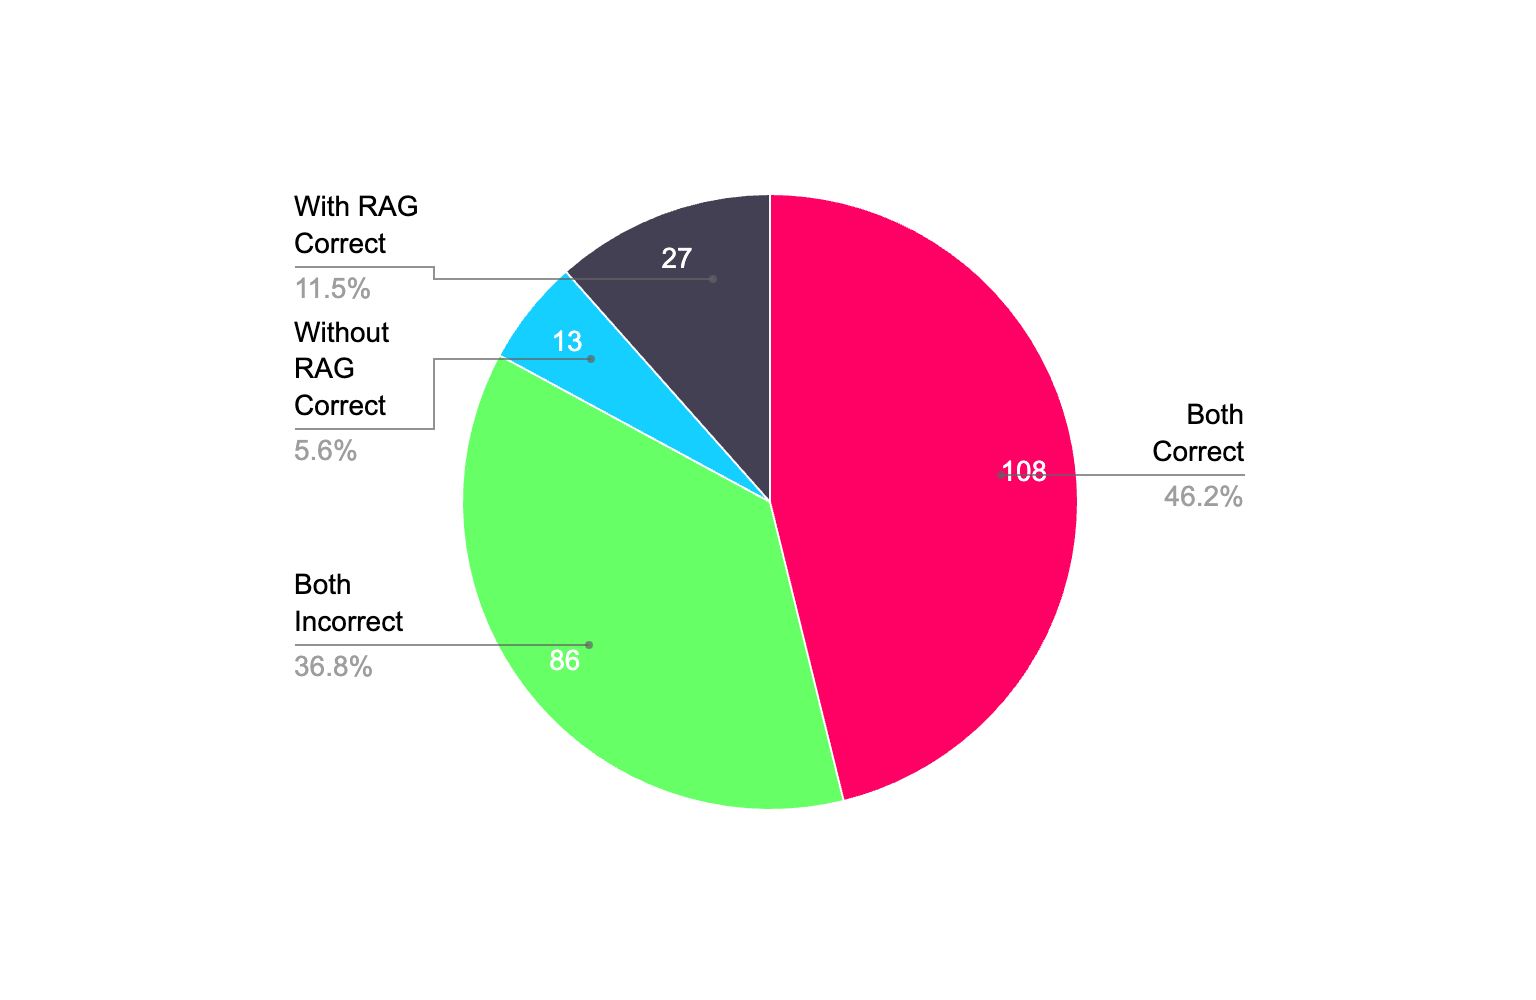 With RAG
Correct
11.5%
27
Without
RAG
Correct
5.6%
13
Both
Incorrect
36.8%
86
Both
Correct
46.2%
108